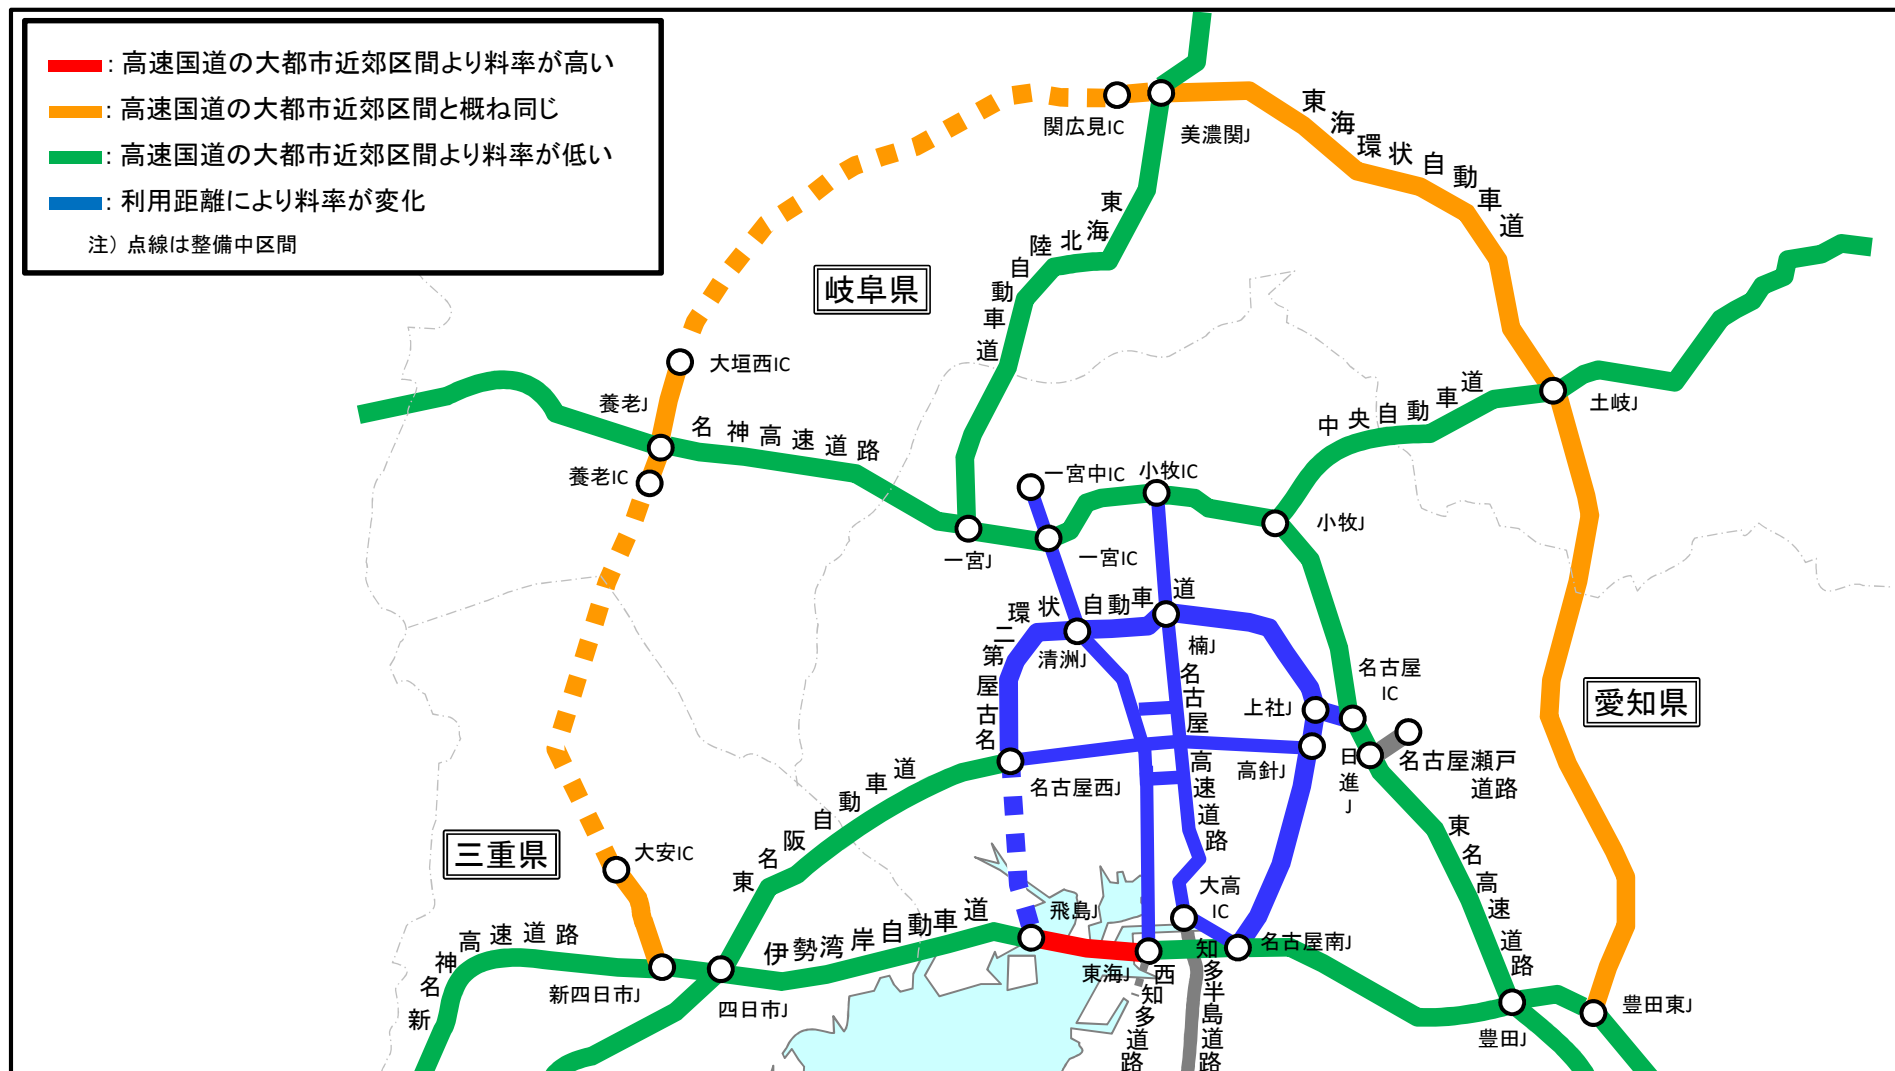 : 高速国道の大都市近郊区間より料率が高い
: 高速国道の大都市近郊区間と概ね同じ
: 高速国道の大都市近郊区間より料率が低い
: 利用距離により料率が変化
注） 点線は整備中区間
関広見IC
美濃関J
東海環状自動車道
東海北陸自動車道
岐阜県
大垣西IC
養老J
名神高速道路
養老IC
中央自動車道
土岐J
一宮中IC
小牧IC
小牧J
一宮J
一宮IC
名古屋第二環状自動車道
清洲J
楠J
名古屋高速道路
名古屋
IC
上社J
愛知県
日進J
名古屋瀬戸
道路
高針J
名古屋西J
東名阪自動車道
三重県
大安IC
東名高速道路
大高
IC
飛島J
伊勢湾岸自動車道
名古屋南J
東海J
西知多道路
知多半島道路
新名神高速道路
新四日市J
四日市J
豊田東J
豊田J